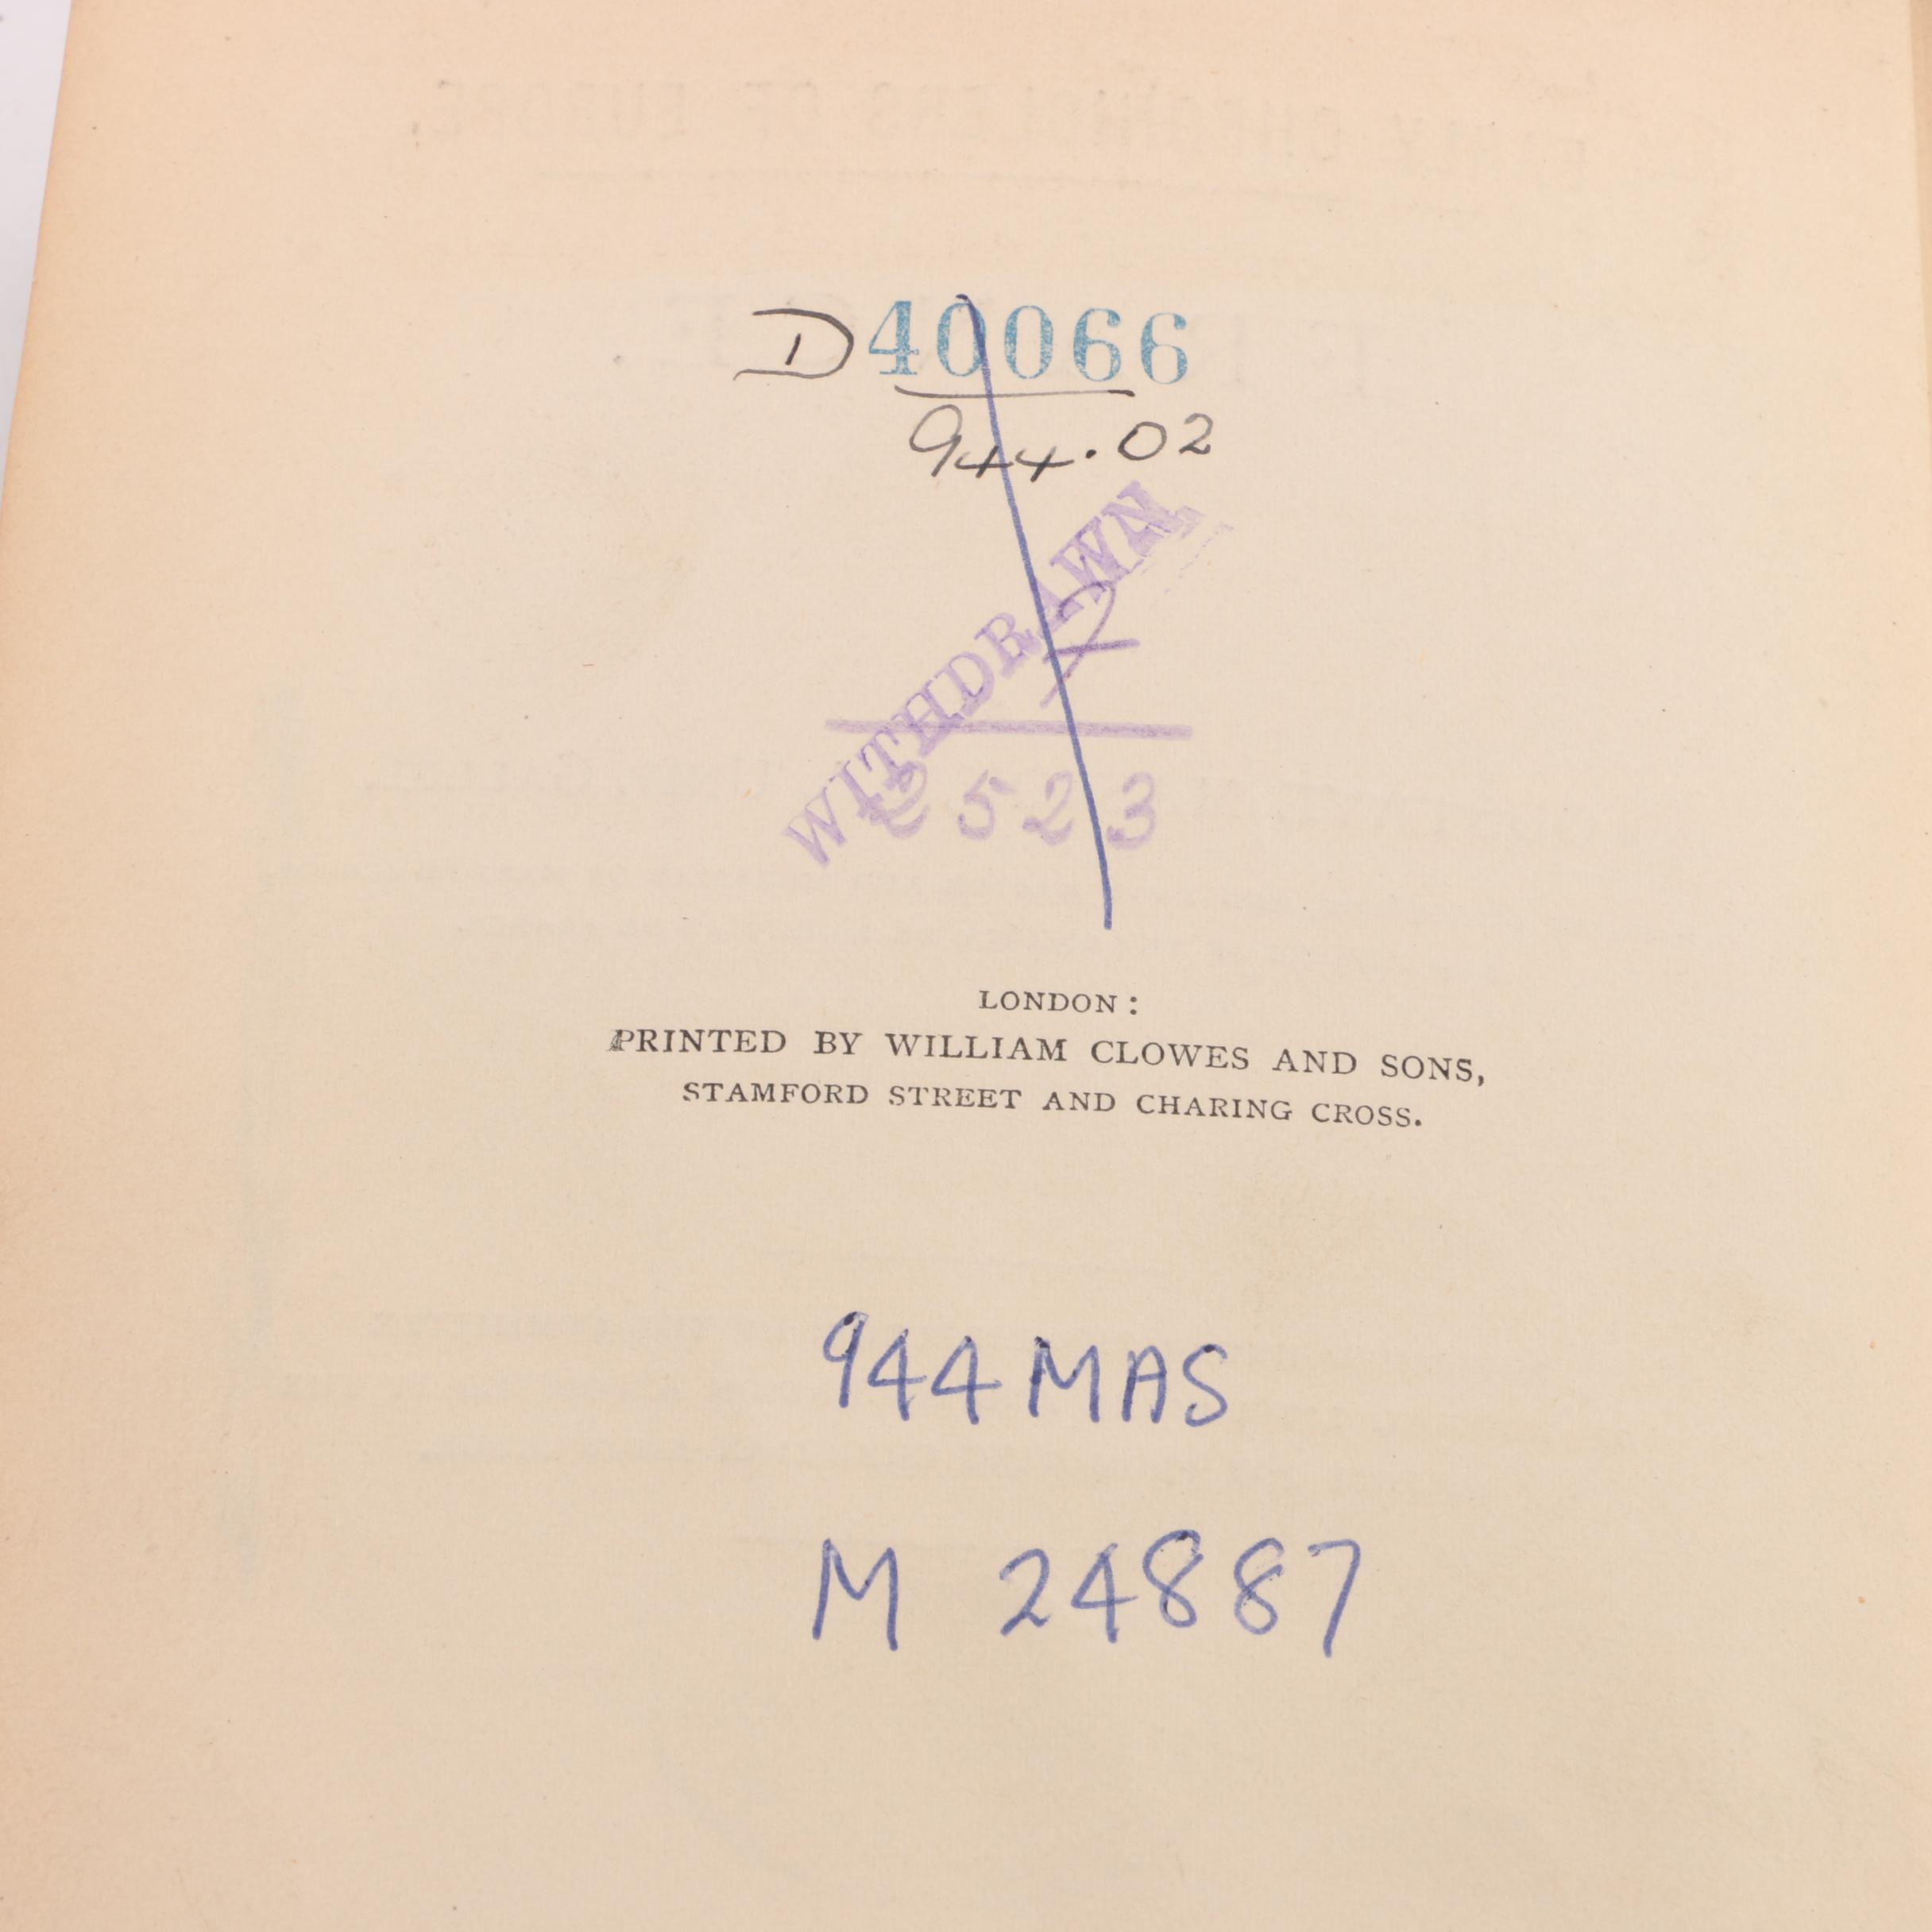 D 40066
944.02
WITHDRAWN
F
2523
LONDON:
PRINTED BY WILLIAM CLOWES AND SONS,
STAMFORD STREET AND CHARING CROSS.
944 MAS
M 24887